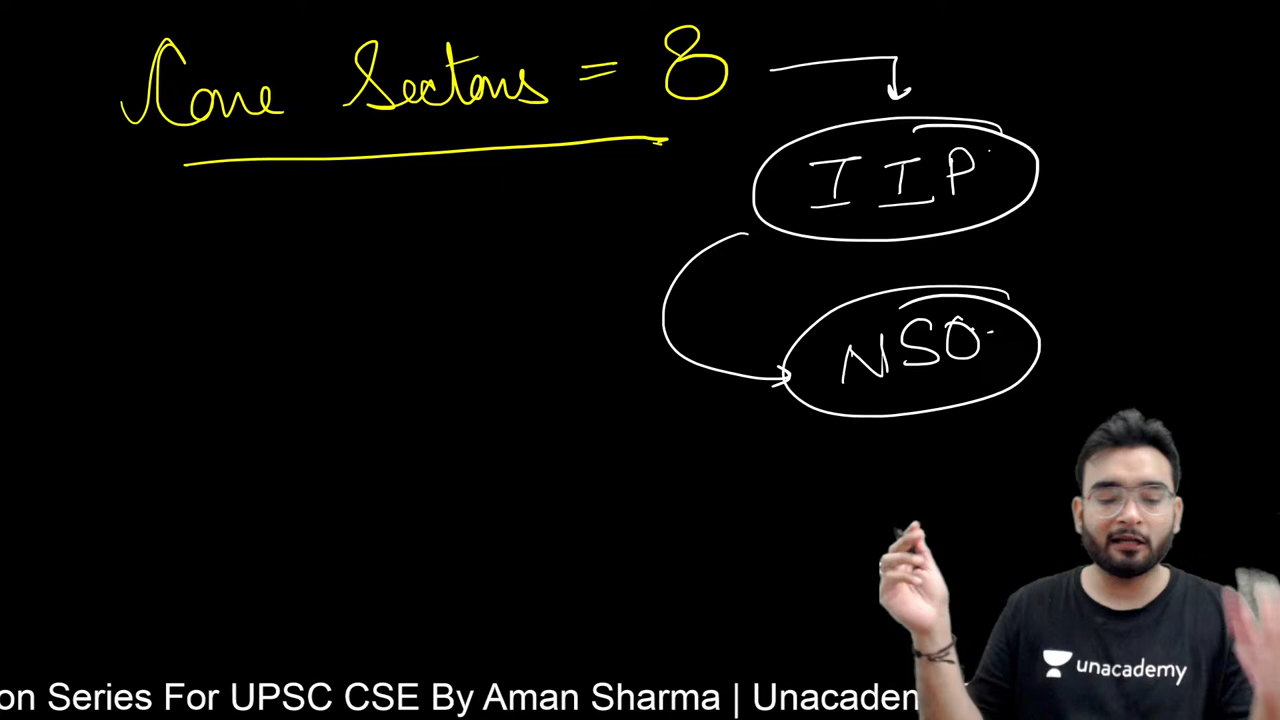 Core Sectors = 8
IIP
NSO
unacademy
on Series For UPSC CSE By Aman Sharma | Unacaden